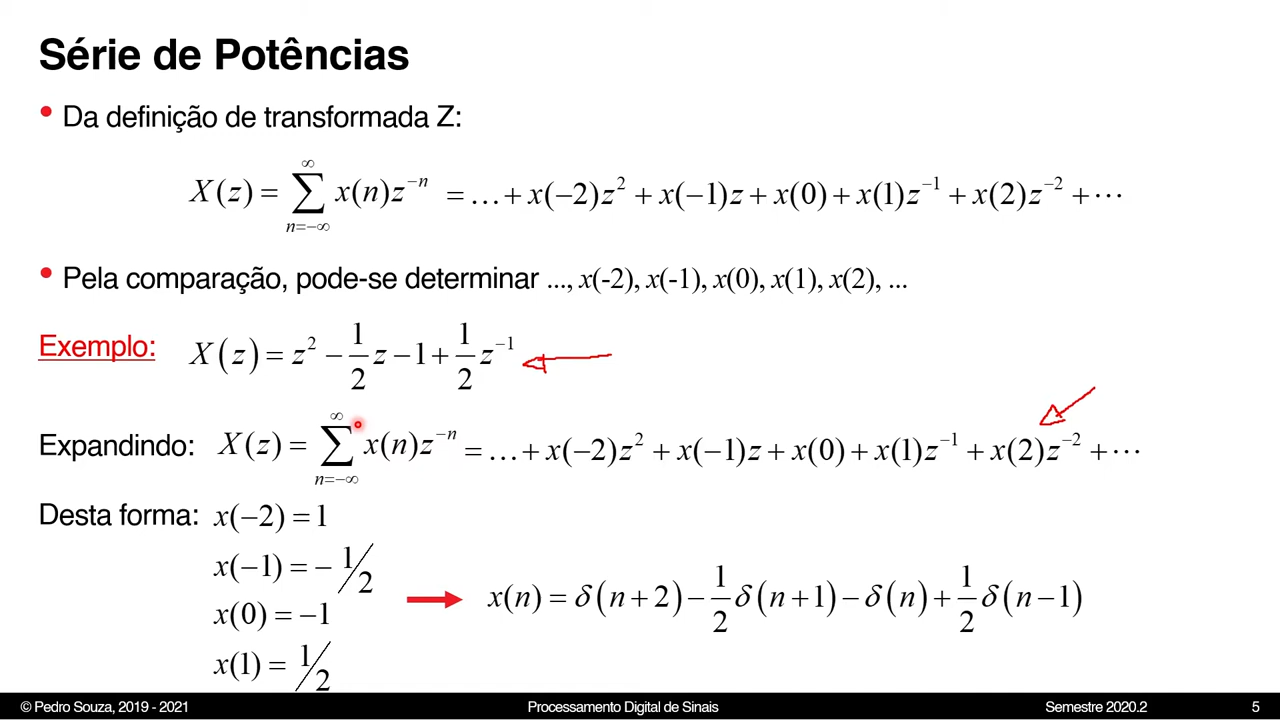 Série de Potências
• Da definição de transformada Z:
X(z) = ∑_{n=−∞}^{∞} x(n)z^{−n} = … + x(−2)z² + x(−1)z + x(0) + x(1)z^{−1} + x(2)z^{−2} + ⋯
• Pela comparação, pode-se determinar ..., x(-2), x(-1), x(0), x(1), x(2), ...
Exemplo: X(z) = z² − 1/2 z − 1 + 1/2 z^{−1}
Expandindo: X(z) = ∑_{n=−∞}^{∞} x(n)z^{−n} = … + x(−2)z² + x(−1)z + x(0) + x(1)z^{−1} + x(2)z^{−2} + ⋯
Desta forma: x(−2) = 1
x(−1) = − 1/2
x(0) = −1
x(1) = 1/2
x(n) = δ(n + 2) − 1/2 δ(n + 1) − δ(n) + 1/2 δ(n − 1)
© Pedro Souza, 2019 - 2021 Processamento Digital de Sinais Semestre 2020.2 5